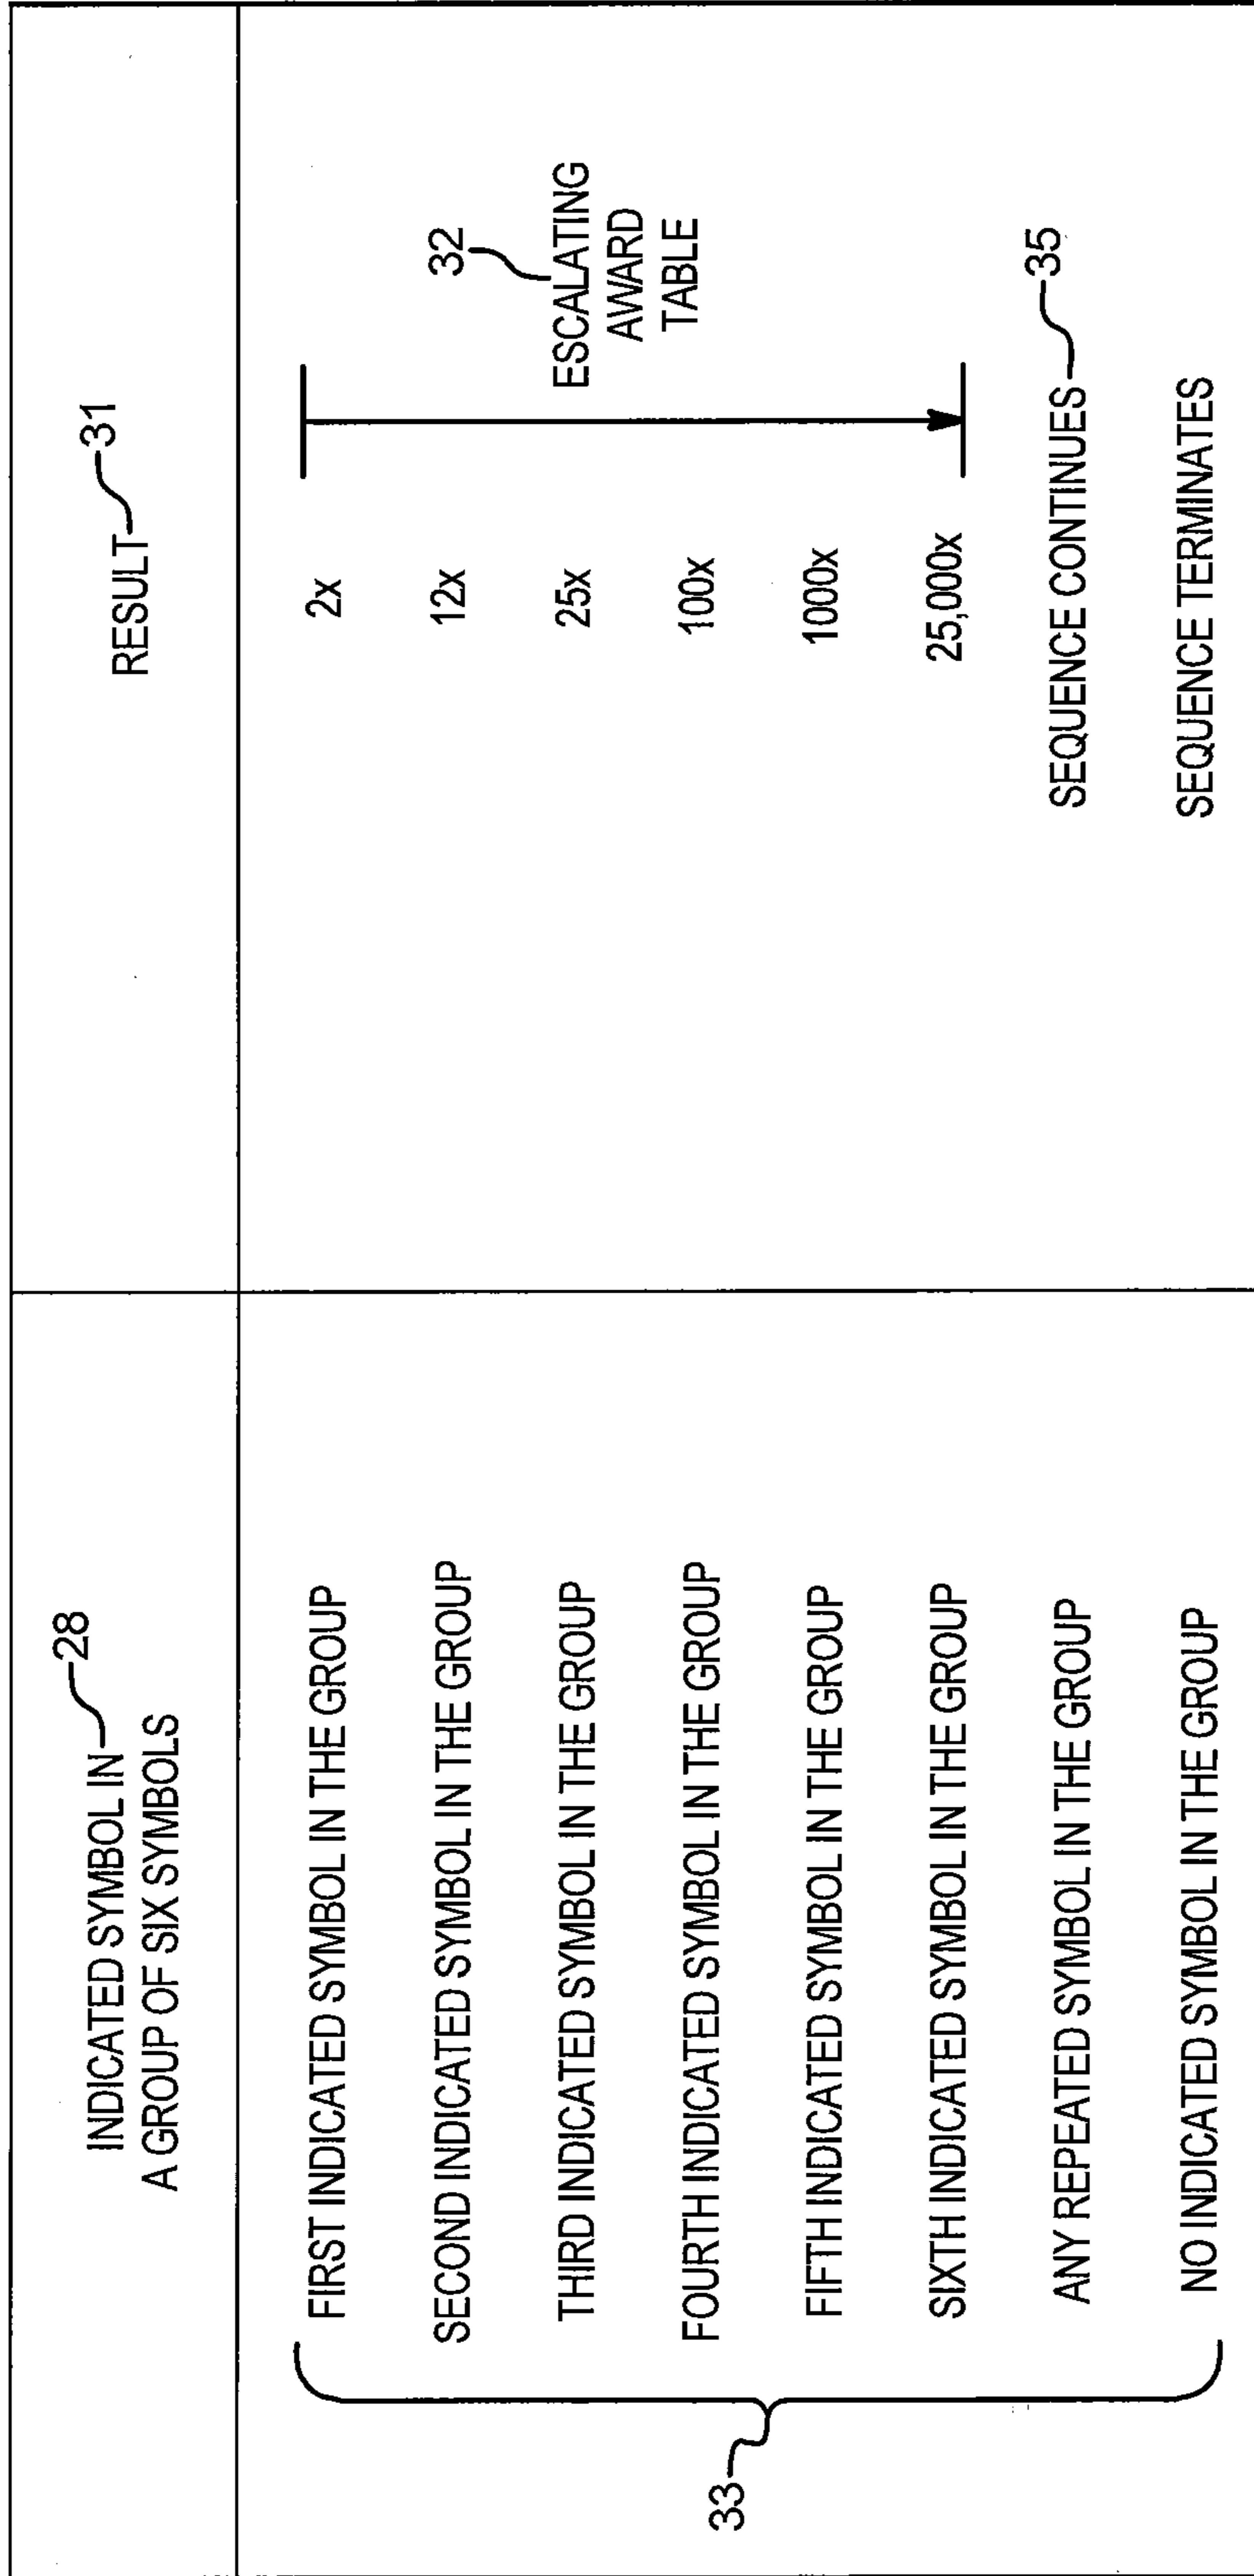 INDICATED SYMBOL IN 28
A GROUP OF SIX SYMBOLS
RESULT 31
33
FIRST INDICATED SYMBOL IN THE GROUP
2x
SECOND INDICATED SYMBOL IN THE GROUP
12x
THIRD INDICATED SYMBOL IN THE GROUP
25x
FOURTH INDICATED SYMBOL IN THE GROUP
100x
FIFTH INDICATED SYMBOL IN THE GROUP
1000x
SIXTH INDICATED SYMBOL IN THE GROUP
25,000x
32
ESCALATING
AWARD
TABLE
ANY REPEATED SYMBOL IN THE GROUP
SEQUENCE CONTINUES 35
NO INDICATED SYMBOL IN THE GROUP
SEQUENCE TERMINATES